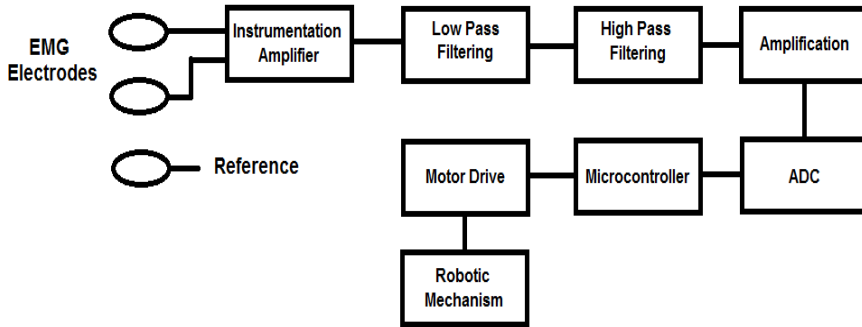 EMG
Electrodes
Instrumentation
Amplifier
Low Pass
Filtering
High Pass
Filtering
Amplification
Reference
Motor Drive
Microcontroller
ADC
Robotic
Mechanism